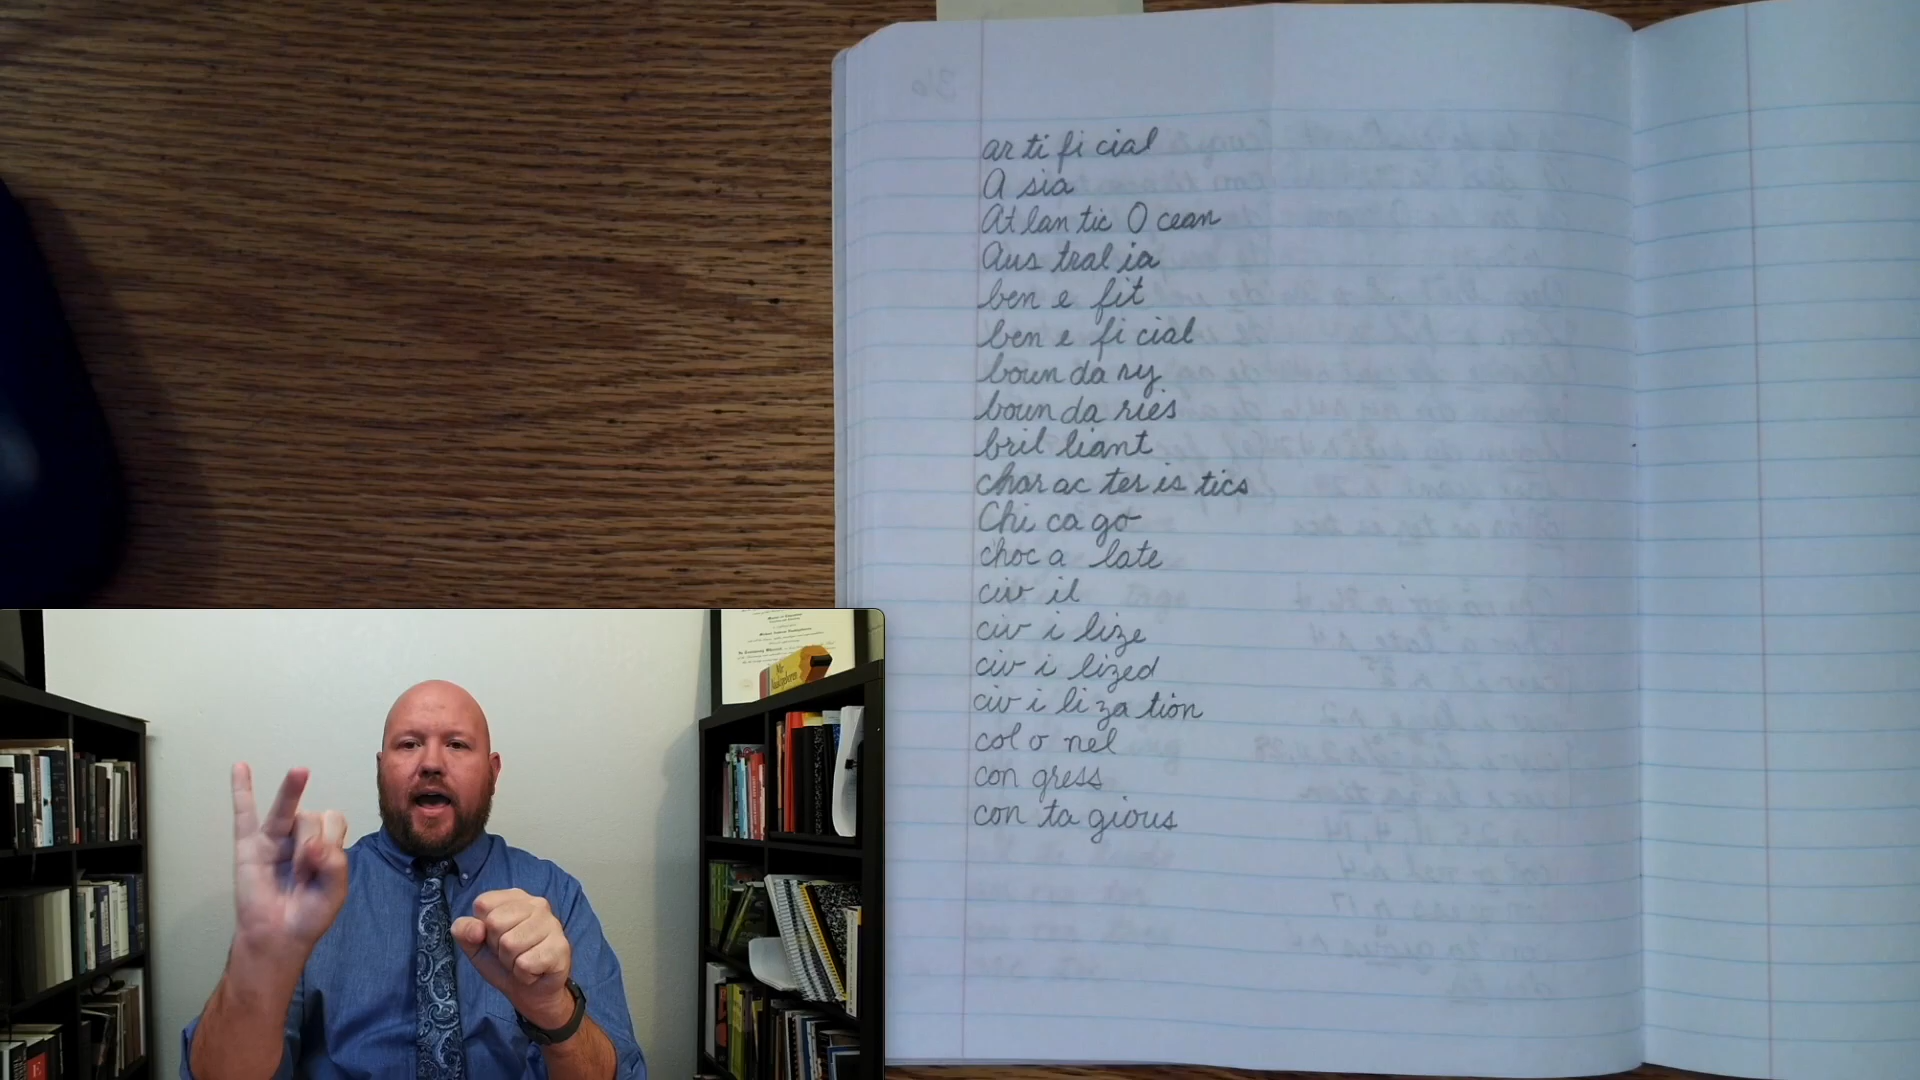 ar ti fi cial
A sia
At lan tic O cean
Aus tral ia
ben e fit
ben e fi cial
boun da ry
boun da ries
bril liant
char ac ter is tics
Chi ca go
choc a late
civ il
civ i lize
civ i lized
civ i li za tion
col o nel
con gress
con ta gious